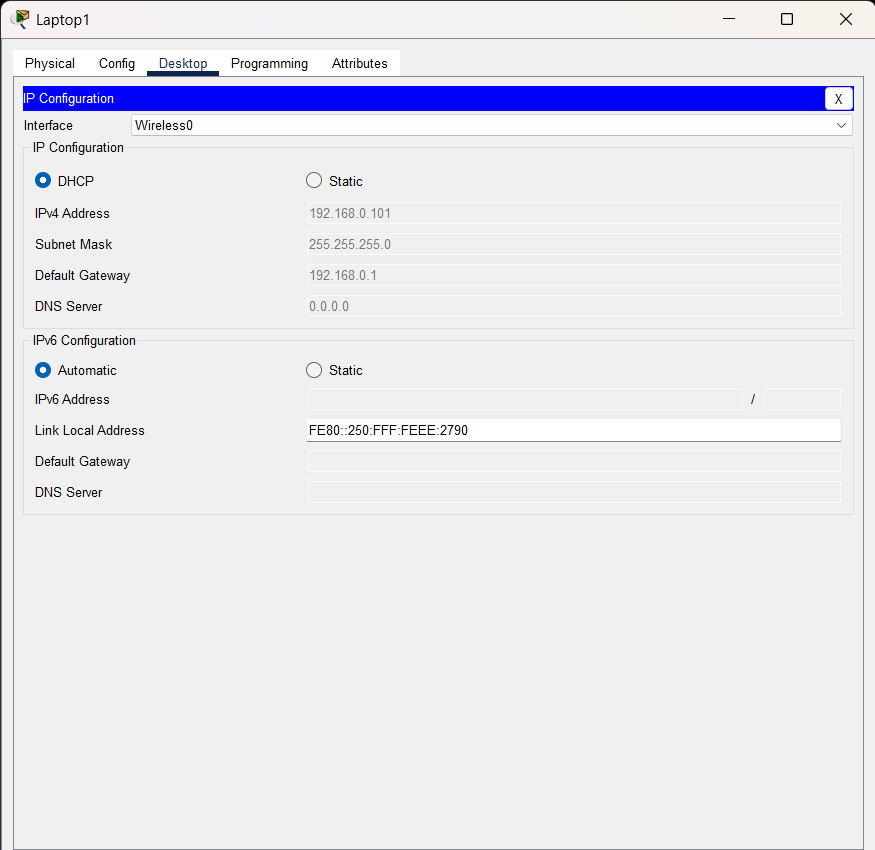 Laptop1
Physical Config Desktop Programming Attributes
IP Configuration X
Interface Wireless0
IP Configuration
DHCP Static
IPv4 Address 192.168.0.101
Subnet Mask 255.255.255.0
Default Gateway 192.168.0.1
DNS Server 0.0.0.0
IPv6 Configuration
Automatic Static
IPv6 Address /
Link Local Address FE80::250:FFF:FEEE:2790
Default Gateway
DNS Server